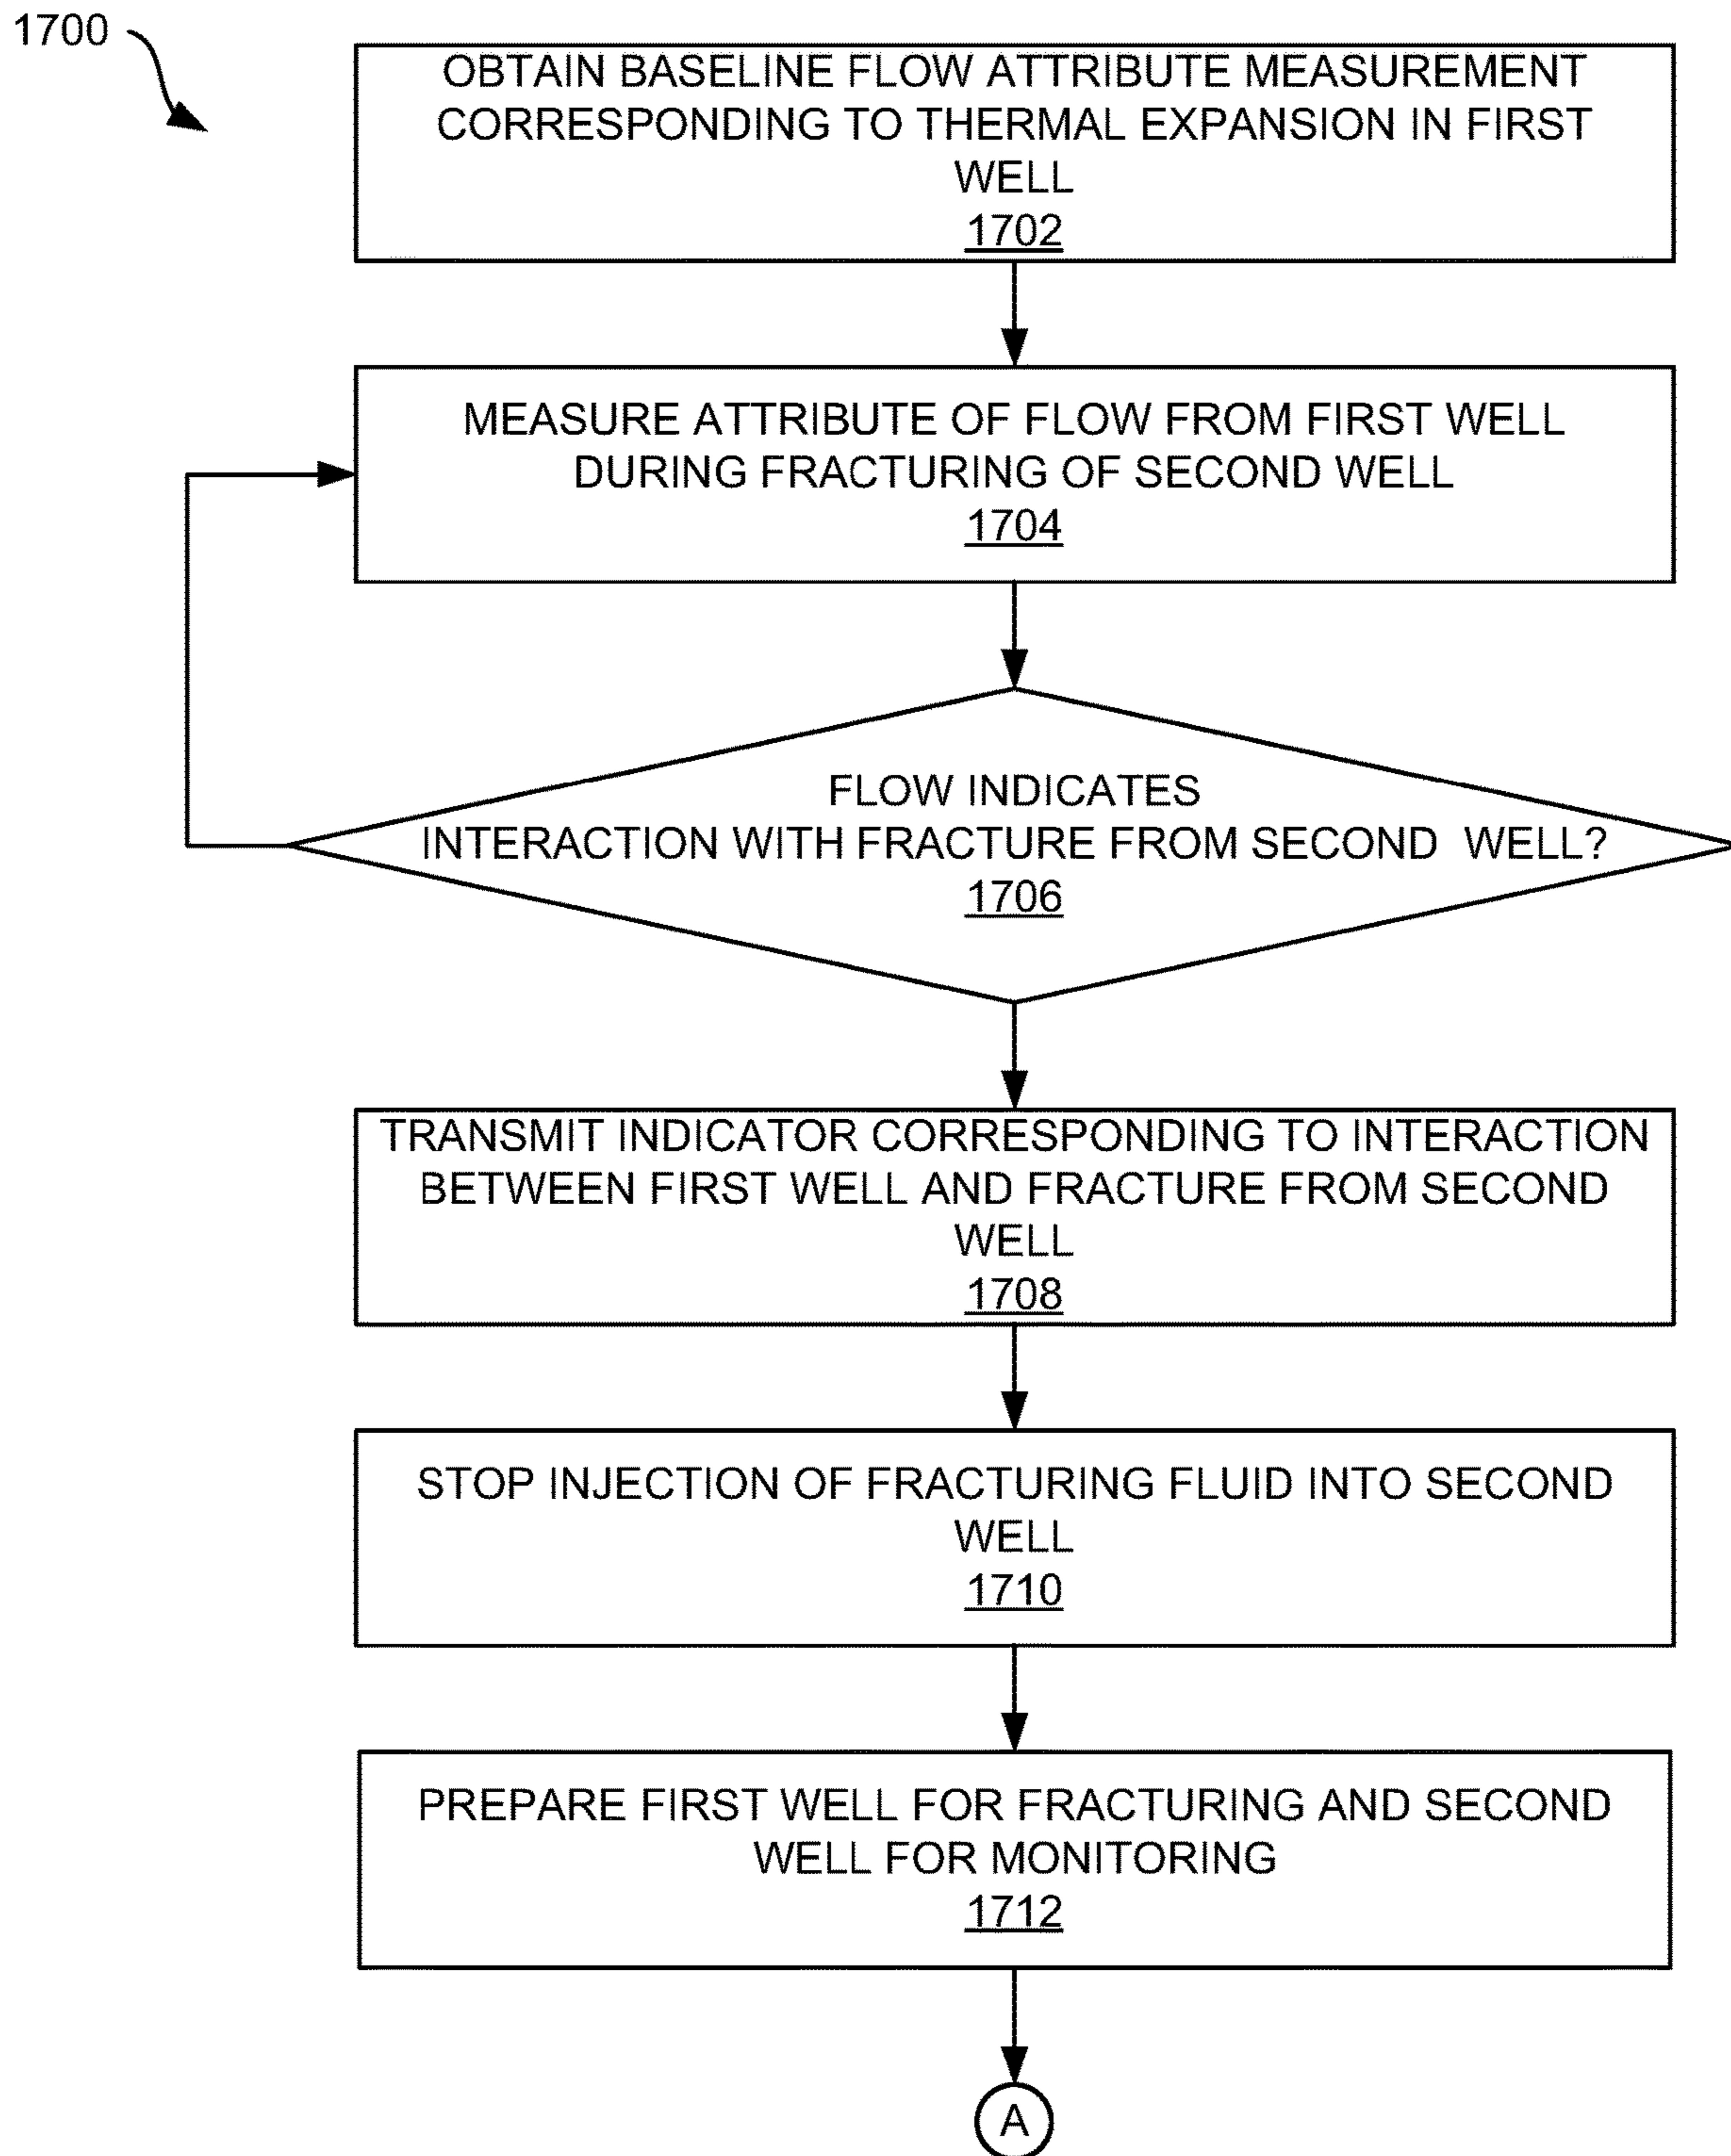 1700
OBTAIN BASELINE FLOW ATTRIBUTE MEASUREMENT
CORRESPONDING TO THERMAL EXPANSION IN FIRST
WELL
1702
MEASURE ATTRIBUTE OF FLOW FROM FIRST WELL
DURING FRACTURING OF SECOND WELL
1704
FLOW INDICATES
INTERACTION WITH FRACTURE FROM SECOND WELL?
1706
TRANSMIT INDICATOR CORRESPONDING TO INTERACTION
BETWEEN FIRST WELL AND FRACTURE FROM SECOND
WELL
1708
STOP INJECTION OF FRACTURING FLUID INTO SECOND
WELL
1710
PREPARE FIRST WELL FOR FRACTURING AND SECOND
WELL FOR MONITORING
1712
A